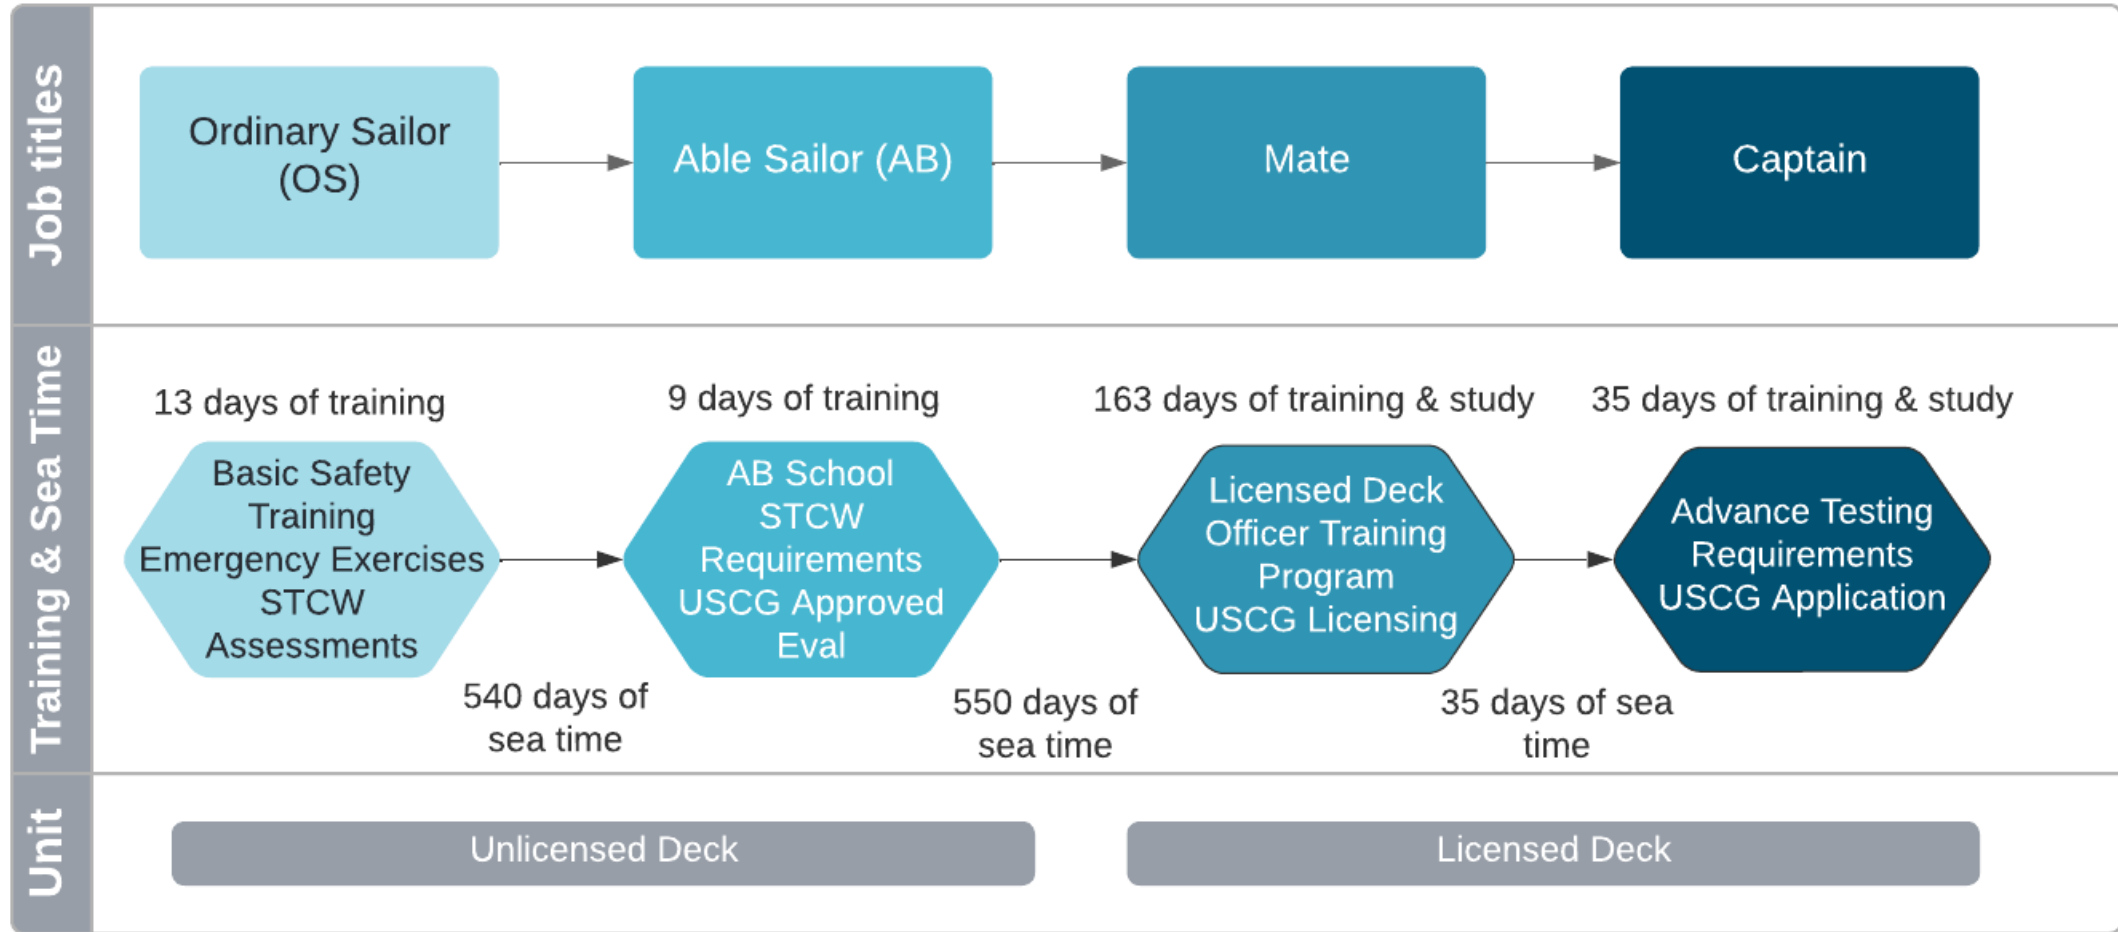 Job titles
Ordinary Sailor
(OS)
Able Sailor (AB)
Mate
Captain
Training & Sea Time
13 days of training
9 days of training
163 days of training & study
35 days of training & study
Basic Safety
Training
Emergency Exercises
STCW
Assessments
AB School
STCW
Requirements
USCG Approved
Eval
Licensed Deck
Officer Training
Program
USCG Licensing
Advance Testing
Requirements
USCG Application
540 days of
sea time
550 days of
sea time
35 days of sea
time
Unit
Unlicensed Deck
Licensed Deck